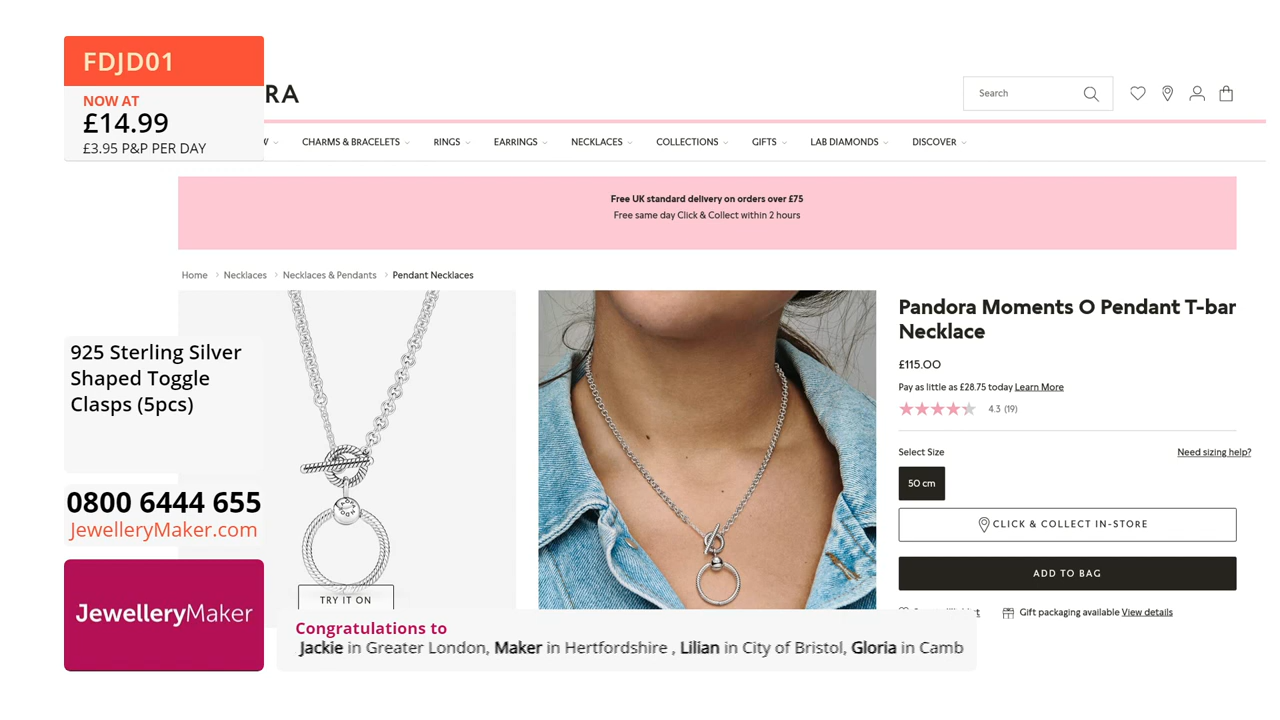 FDJD01
NOW AT
£14.99
£3.95 P&P PER DAY
RA
Search
CHARMS & BRACELETS
RINGS
EARRINGS
NECKLACES
COLLECTIONS
GIFTS
LAB DIAMONDS
DISCOVER
Free UK standard delivery on orders over £75
Free same day Click & Collect within 2 hours
Home
Necklaces
Necklaces & Pendants
Pendant Necklaces
925 Sterling Silver
Shaped Toggle
Clasps (5pcs)
0800 6444 655
JewelleryMaker.com
JewelleryMaker
TRY IT ON
Pandora Moments O Pendant T-bar
Necklace
£115.00
Pay as little as £28.75 today Learn More
4.3 (19)
Select Size
Need sizing help?
50 cm
CLICK & COLLECT IN-STORE
ADD TO BAG
Gift packaging available View details
Congratulations to
Jackie in Greater London, Maker in Hertfordshire , Lilian in City of Bristol, Gloria in Camb